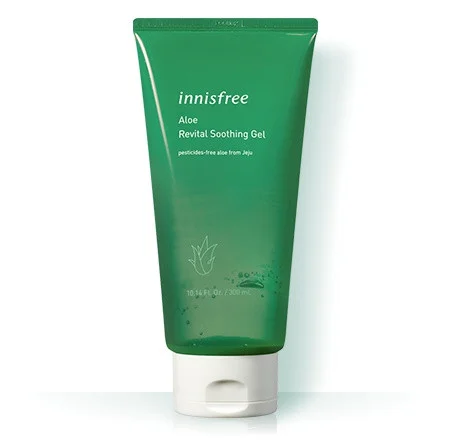 innisfree
Aloe
Revital Soothing Gel
pesticides-free aloe from Jeju
10.14 Fl. Oz. / 300 mL